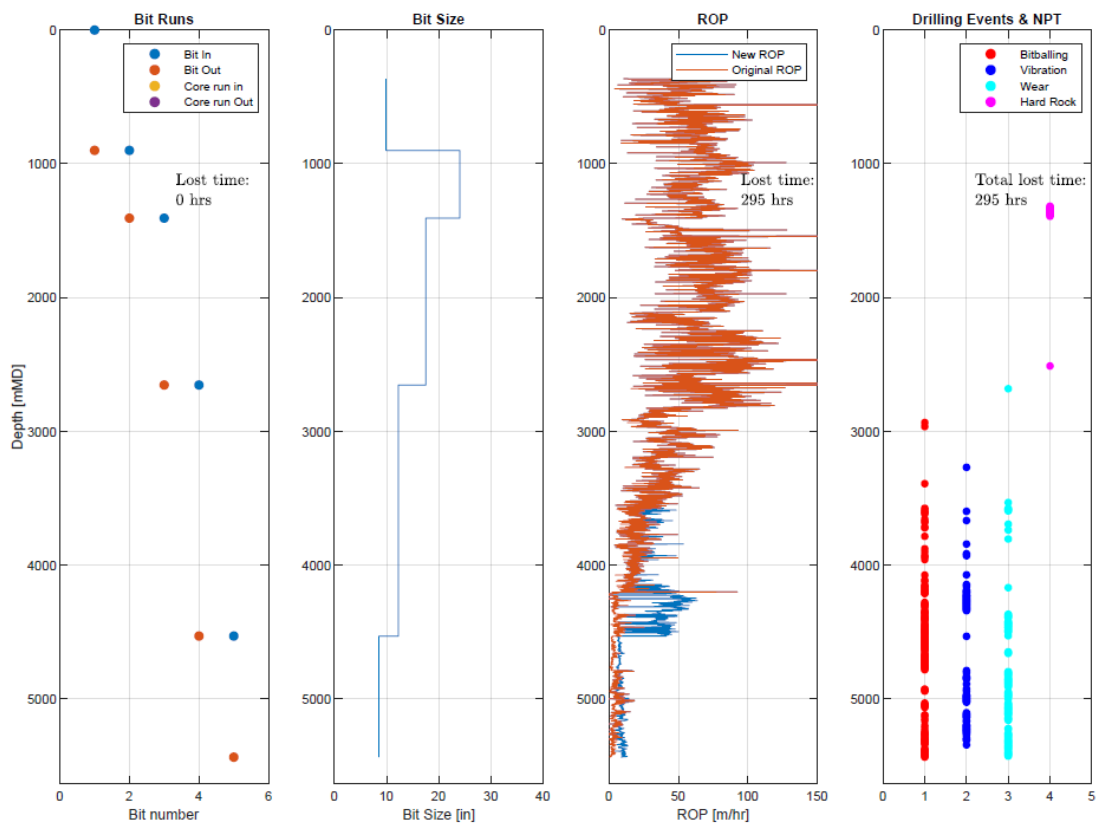 Bit Runs
Bit Size
ROP
Drilling Events & NPT
Bit In
Bit Out
Core run in
Core run Out
New ROP
Original ROP
Bitballing
Vibration
Wear
Hard Rock
Lost time:
0 hrs
Lost time:
295 hrs
Total lost time:
295 hrs
Depth [mMD]
0
1000
2000
3000
4000
5000
0
1000
2000
3000
4000
5000
0
1000
2000
3000
4000
5000
0
1000
2000
3000
4000
5000
0 2 4 6
0 10 20 30 40
0 50 100 150
0 1 2 3 4 5
Bit number
Bit Size [in]
ROP [m/hr]